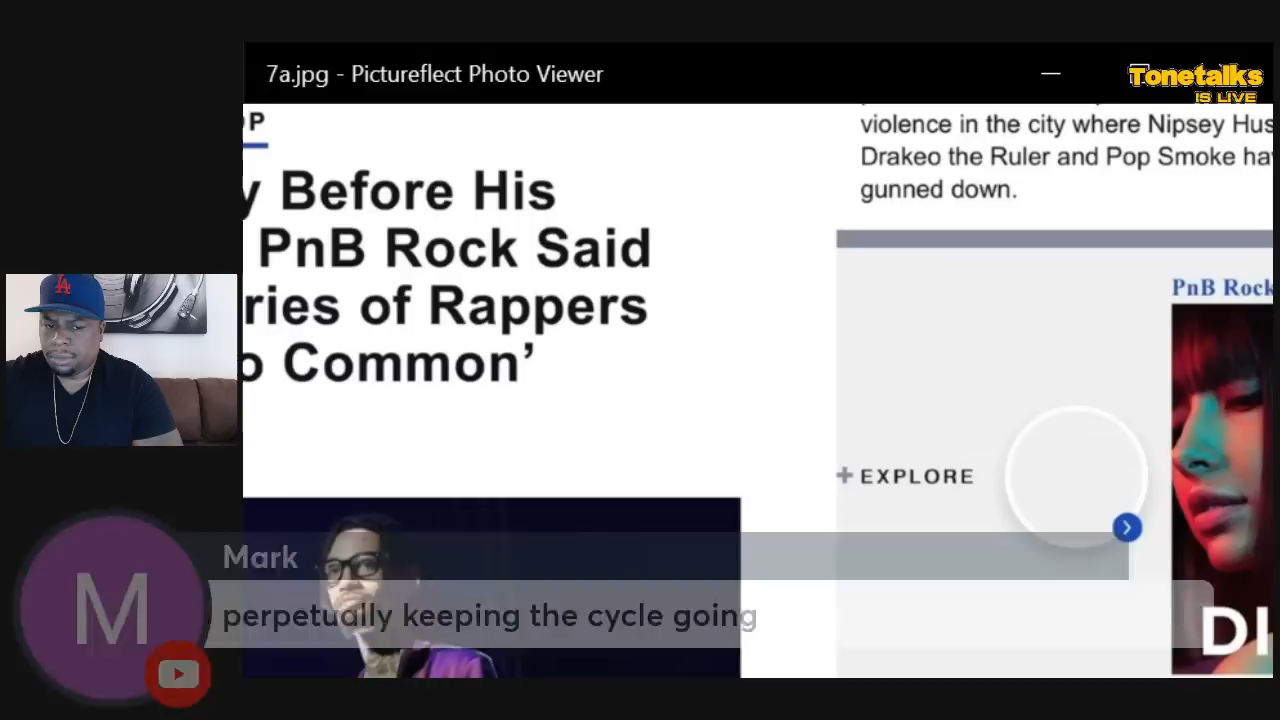 7a.jpg - Pictureflect Photo Viewer
Tonetalks
IS LIVE
OP
y Before His
PnB Rock Said
ries of Rappers
o Common’
violence in the city where Nipsey Hus
Drakeo the Ruler and Pop Smoke ha
gunned down.
PnB Rock
+ EXPLORE
DI
LA
M
Mark
perpetually keeping the cycle going